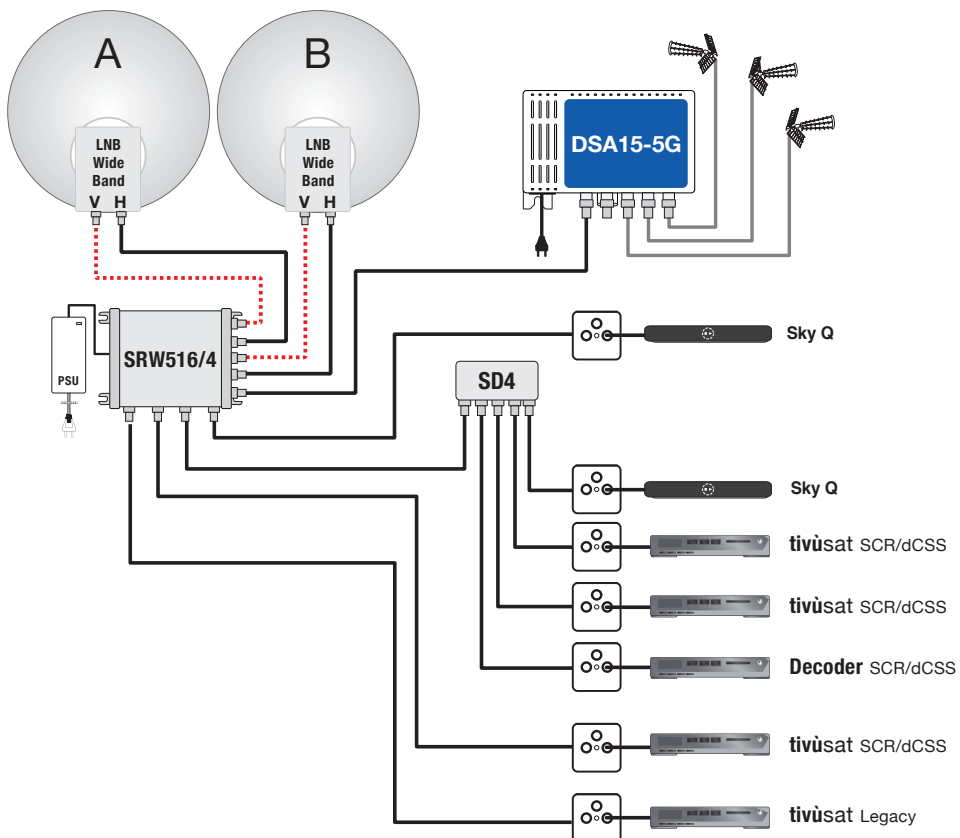 A
B
LNB
Wide
Band
V H
LNB
Wide
Band
V H
DSA15-5G
SRW516/4
PSU
SD4
Sky Q
Sky Q
tivùsat SCR/dCSS
tivùsat SCR/dCSS
Decoder SCR/dCSS
tivùsat SCR/dCSS
tivùsat Legacy